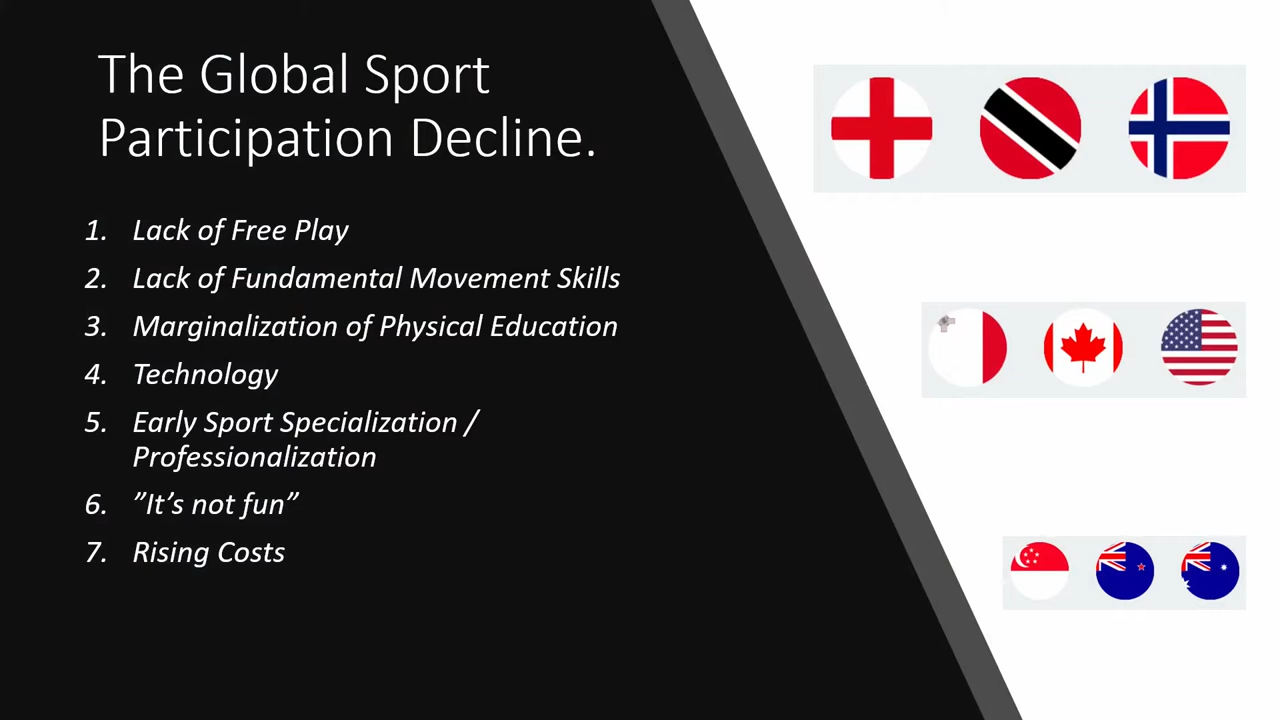 The Global Sport
Participation Decline.
1. Lack of Free Play
2. Lack of Fundamental Movement Skills
3. Marginalization of Physical Education
4. Technology
5. Early Sport Specialization /
Professionalization
6. ”It’s not fun”
7. Rising Costs